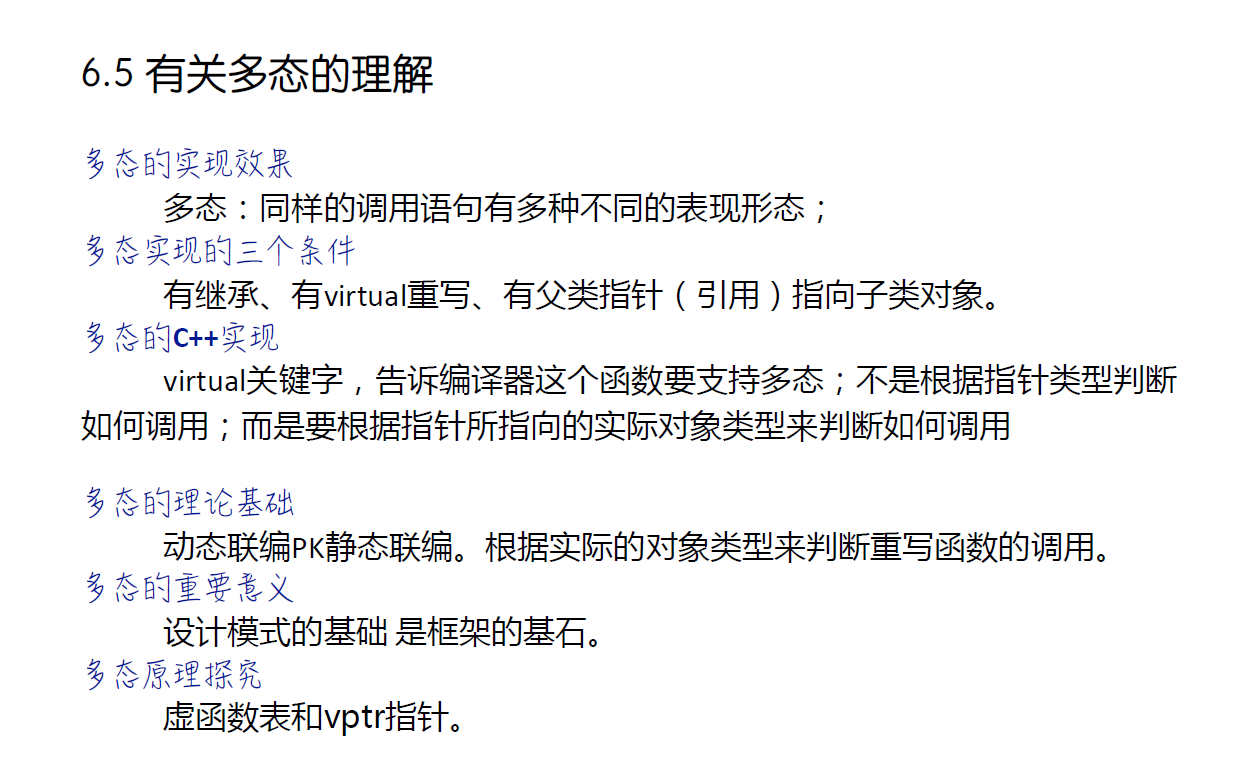 6.5 有关多态的理解
多态的实现效果
多态：同样的调用语句有多种不同的表现形态；
多态实现的三个条件
有继承、有virtual重写、有父类指针（引用）指向子类对象。
多态的C++实现
virtual关键字，告诉编译器这个函数要支持多态；不是根据指针类型判断
如何调用；而是要根据指针所指向的实际对象类型来判断如何调用
多态的理论基础
动态联编PK静态联编。根据实际的对象类型来判断重写函数的调用。
多态的重要意义
设计模式的基础 是框架的基石。
多态原理探究
虚函数表和vptr指针。